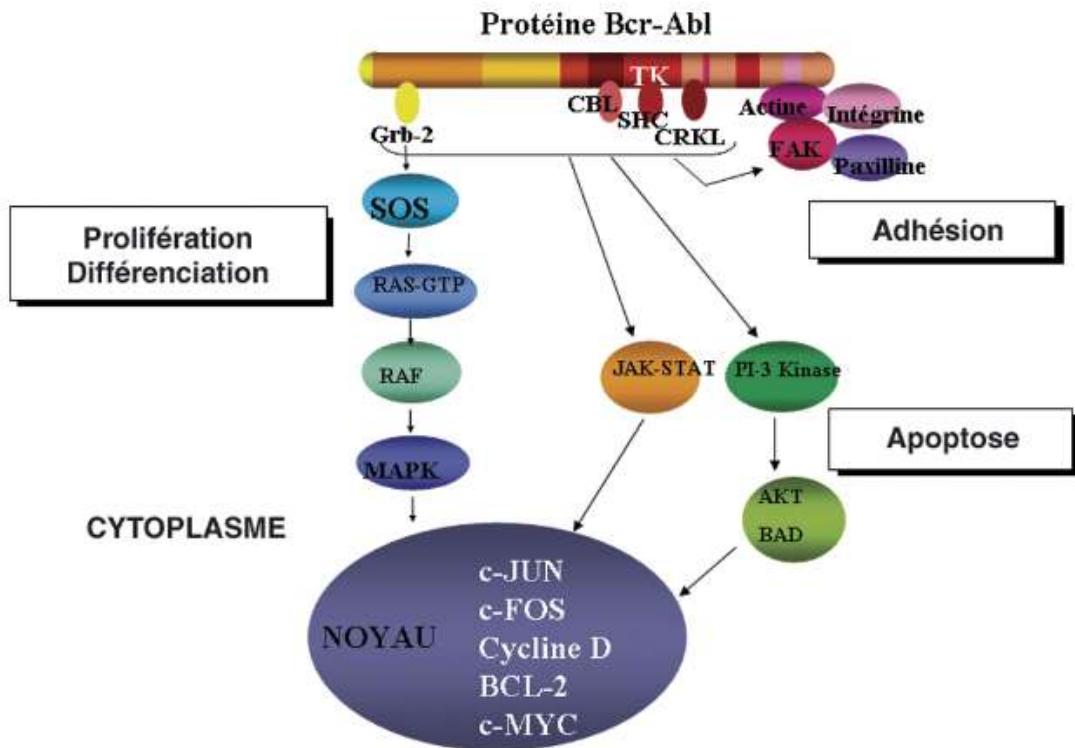 Protéine Bcr-Abl
TK
CBL
SHC
CRKL
Grb-2
Actine
Intégrine
FAK
Paxilline
SOS
Prolifération
Différenciation
Adhésion
RAS-GTP
RAF
JAK-STAT
PI-3 Kinase
Apoptose
MAPK
AKT
BAD
CYTOPLASME
NOYAU
c-JUN
c-FOS
Cycline D
BCL-2
c-MYC